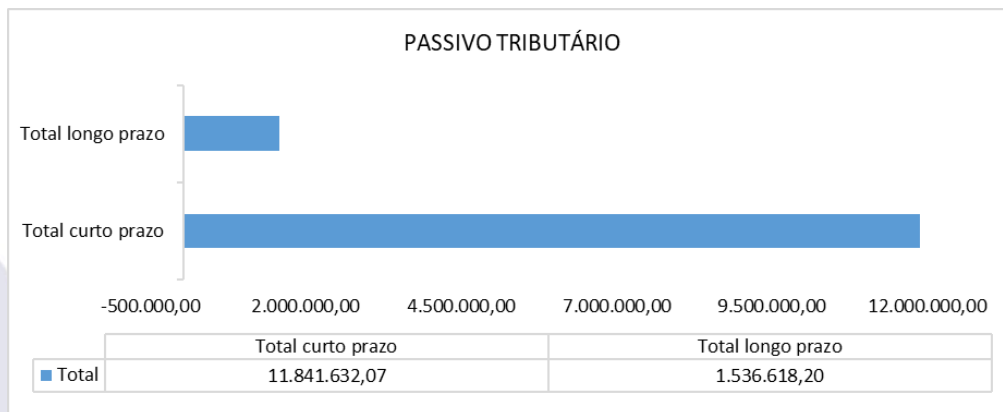 PASSIVO TRIBUTÁRIO
Total longo prazo
Total curto prazo
-500.000,00 2.000.000,00 4.500.000,00 7.000.000,00 9.500.000,00 12.000.000,00
Total curto prazo Total longo prazo
Total 11.841.632,07 1.536.618,20